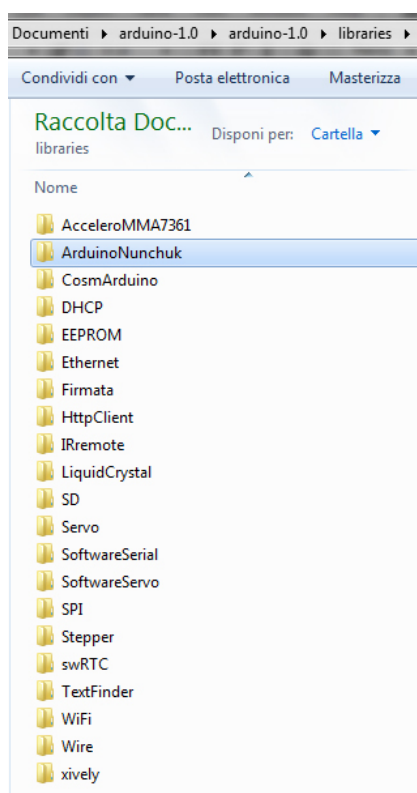 Documenti ▸ arduino-1.0 ▸ arduino-1.0 ▸ libraries ▸
Condividi con ▾ Posta elettronica Masterizza
Raccolta Doc...
Disponi per: Cartella ▾
libraries
Nome
AcceleroMMA7361
ArduinoNunchuk
CosmArduino
DHCP
EEPROM
Ethernet
Firmata
HttpClient
IRremote
LiquidCrystal
SD
Servo
SoftwareSerial
SoftwareServo
SPI
Stepper
swRTC
TextFinder
WiFi
Wire
xively